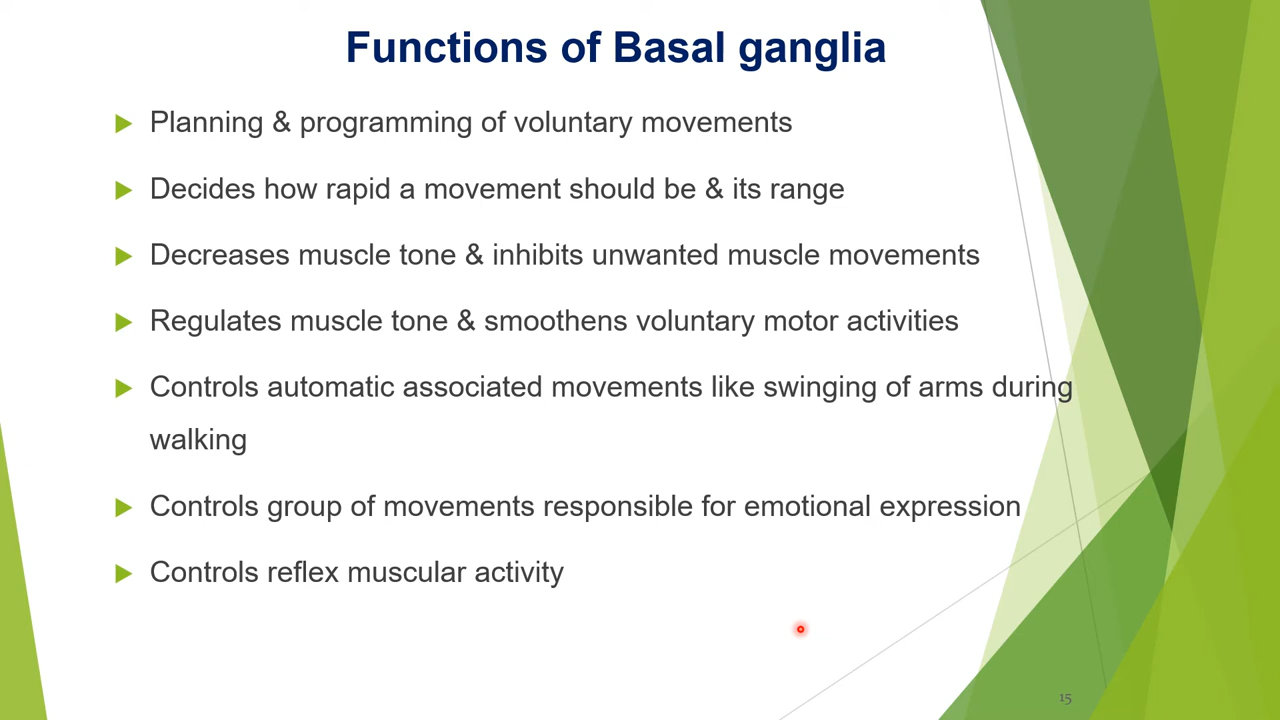 Functions of Basal ganglia
Planning & programming of voluntary movements
Decides how rapid a movement should be & its range
Decreases muscle tone & inhibits unwanted muscle movements
Regulates muscle tone & smoothens voluntary motor activities
Controls automatic associated movements like swinging of arms during
walking
Controls group of movements responsible for emotional expression
Controls reflex muscular activity
15